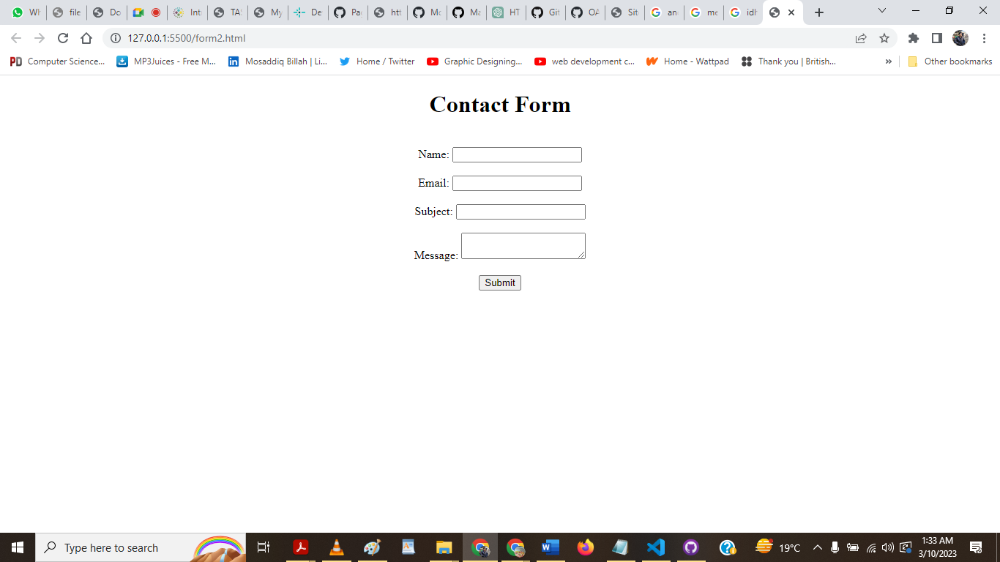 Wh
file
Do
Int
TA
My
De
Pa
htt
Mo
Ma
HT
Git
OA
Sit
an
me
idh
127.0.0.1:5500/form2.html
PD Computer Science...
MP3Juices - Free M...
Mosaddiq Billah | Li...
Home / Twitter
Graphic Designing...
web development c...
Home - Wattpad
Thank you | British...
»
Other bookmarks
Contact Form
Name:
Email:
Subject:
Message:
Submit
Type here to search
19°C
1:33 AM
3/10/2023